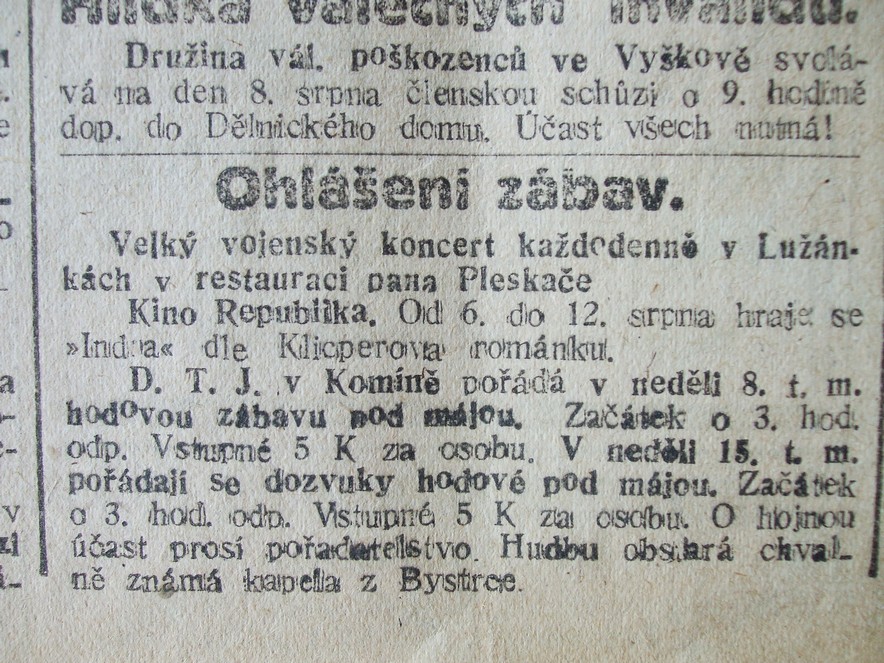 Hlídka válečných invalidů.
Družina vál. poškozenců ve Vyškově svolá-
vá na den 8. srpna členskou schůzi o 9. hodině
dop. do Dělnického domu. Účast všech nutná!
Ohlášení zábav.
Velký vojenský koncert každodenně v Lužán-
kách v restauraci pana Pleskače
Kino Republika. Od 6. do 12. srpna hraje se
»Indra« dle Klicperova románku.
D. T. J. v Komíně pořádá v neděli 8. t. m.
hodovou zábavu pod májou. Začátek o 3. hod.
odp. Vstupné 5 K za osobu. V neděli 15. t. m.
pořádají se dozvuky hodové pod májou. Začátek
o 3. hod. odp. Vstupné 5 K za osobu. O hojnou
účast prosí pořadatelstvo. Hudbu obstará chval-
ně známá kapela z Bystrce.